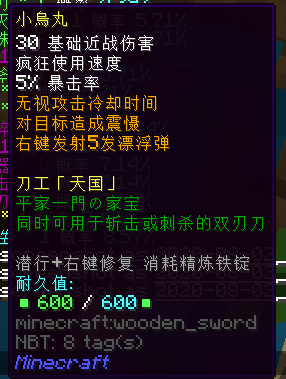 小烏丸
30 基础近战伤害
疯狂使用速度
5% 暴击率
无视攻击冷却时间
对目标造成震慑
右键发射5发漂浮弹
刀工「天国」
平家一門の家宝
同时可用于斩击或刺杀的双刃刀
潜行+右键修复 消耗精炼铁锭
耐久值:
▪ 600 / 600 ▪
minecraft:wooden_sword
NBT: 8 tag(s)
Minecraft